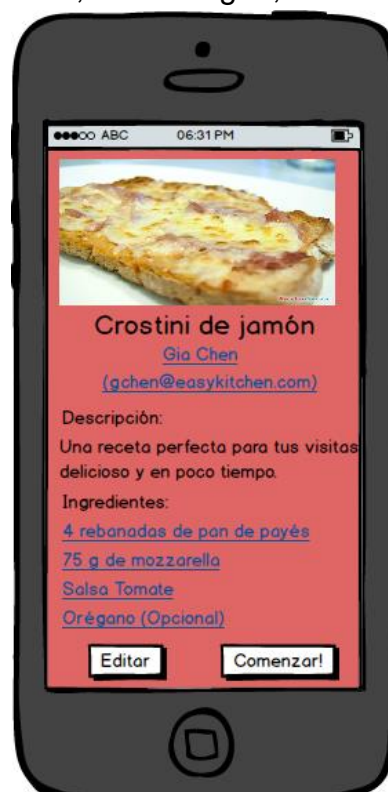 ABC 06:31 PM
Crostini de jamón
Gia Chen
(gchen@easykitchen.com)
Descripción:
Una receta perfecta para tus visitas
delicioso y en poco tiempo.
Ingredientes:
4 rebanadas de pan de payés
75 g de mozzarella
Salsa Tomate
Orégano (Opcional)
Editar Comenzar!